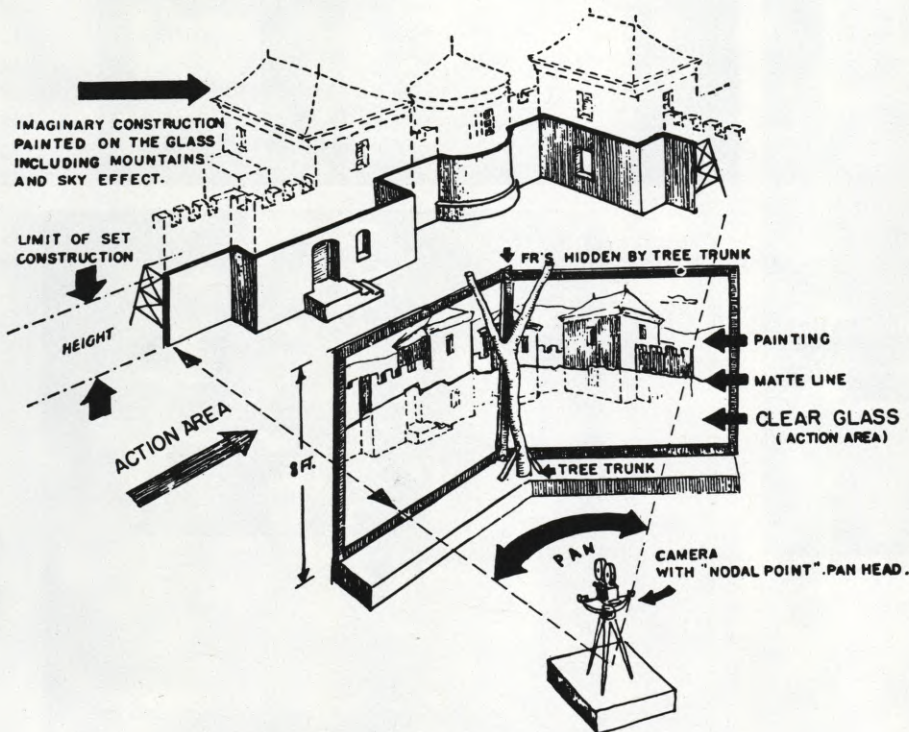 IMAGINARY CONSTRUCTION
PAINTED ON THE GLASS
INCLUDING MOUNTAINS
AND SKY EFFECT.
LIMIT OF SET
CONSTRUCTION
HEIGHT
ACTION AREA
8 FT.
FR'S HIDDEN BY TREE TRUNK
PAINTING
MATTE LINE
CLEAR GLASS
( ACTION AREA)
TREE TRUNK
PAN
CAMERA
WITH "NODAL POINT".PAN HEAD.